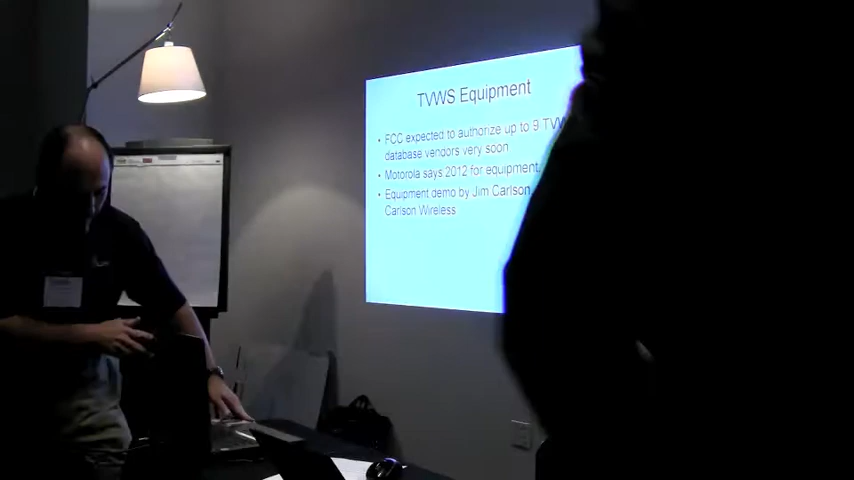 TVWS Equipment
• FCC expected to authorize up to 9 TVW
database vendors very soon
• Motorola says 2012 for equipment.
• Equipment demo by Jim Carlson,
Carlson Wireless